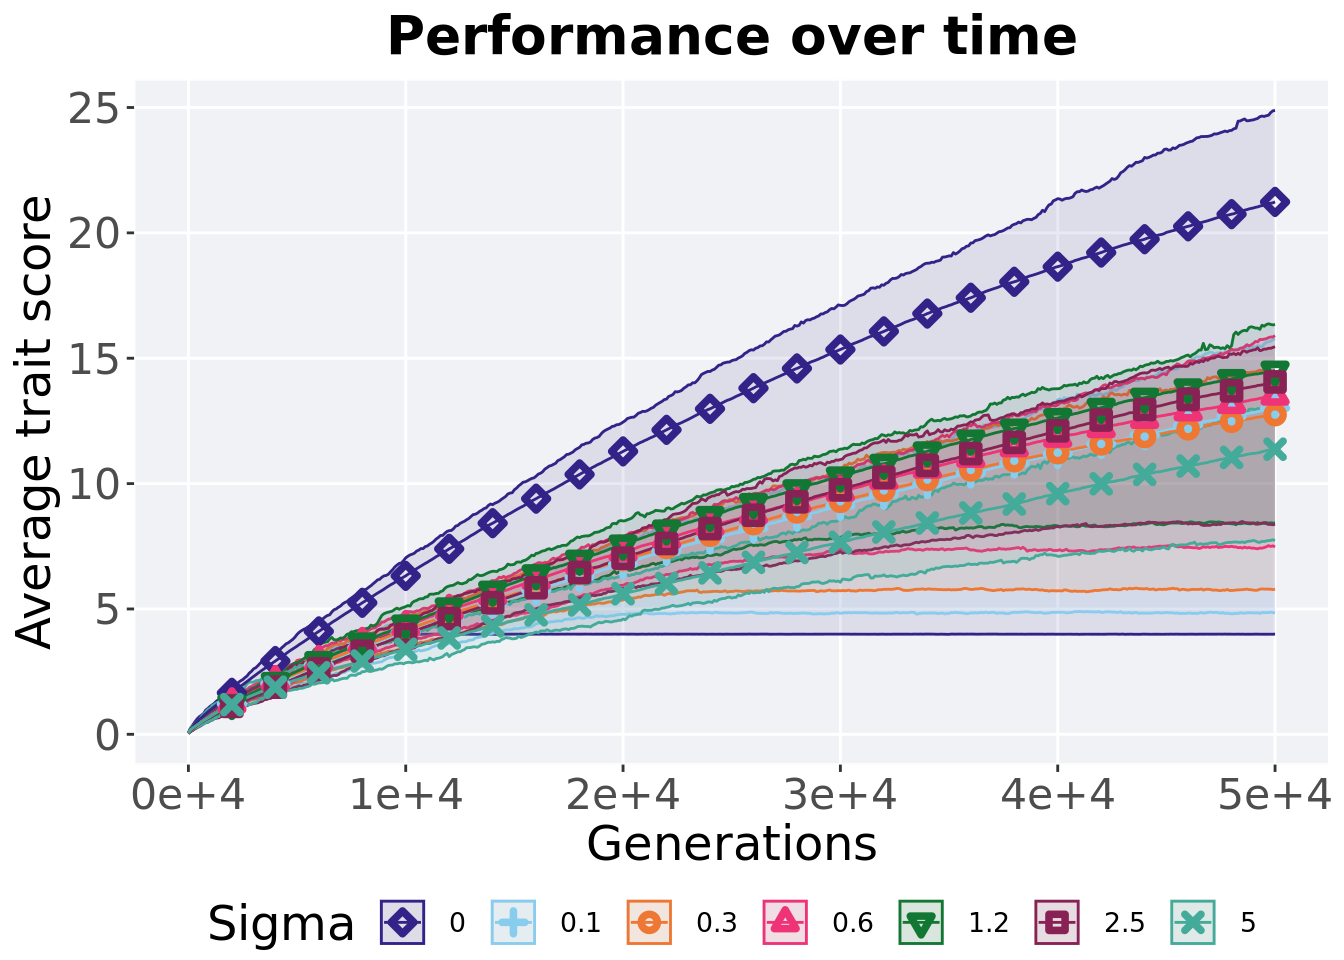 Performance over time
Average trait score
25
20
15
10
5
0
0e+4 1e+4 2e+4 3e+4 4e+4 5e+4
Generations
Sigma 0 0.1 0.3 0.6 1.2 2.5 5